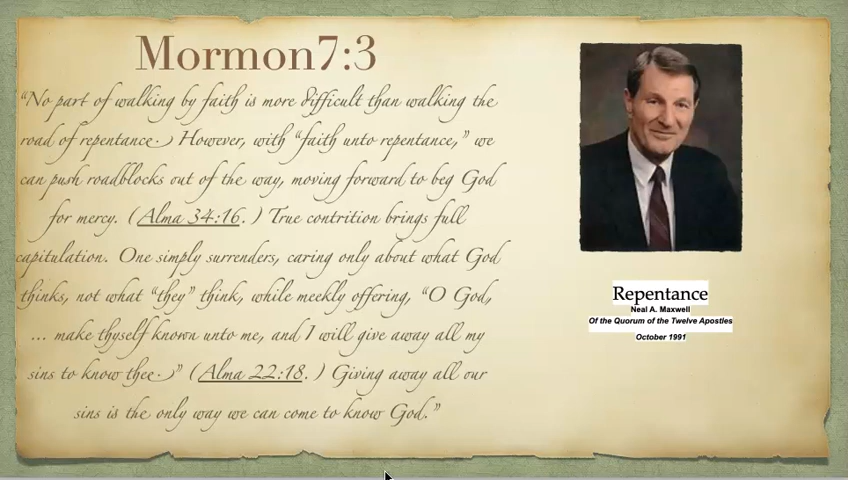 Mormon7:3
“No part of walking by faith is more difficult than walking the
road of repentance. However, with “faith unto repentance,” we
can push roadblocks out of the way, moving forward to beg God
for mercy. (Alma 34:16. ) True contrition brings full
capitulation. One simply surrenders, caring only about what God
thinks, not what “they” think, while meekly offering, “O God,
... make thyself known unto me, and I will give away all my
sins to know thee.” (Alma 22:18. ) Giving away all our
sins is the only way we can come to know God.”
Repentance
Neal A. Maxwell
Of the Quorum of the Twelve Apostles
October 1991